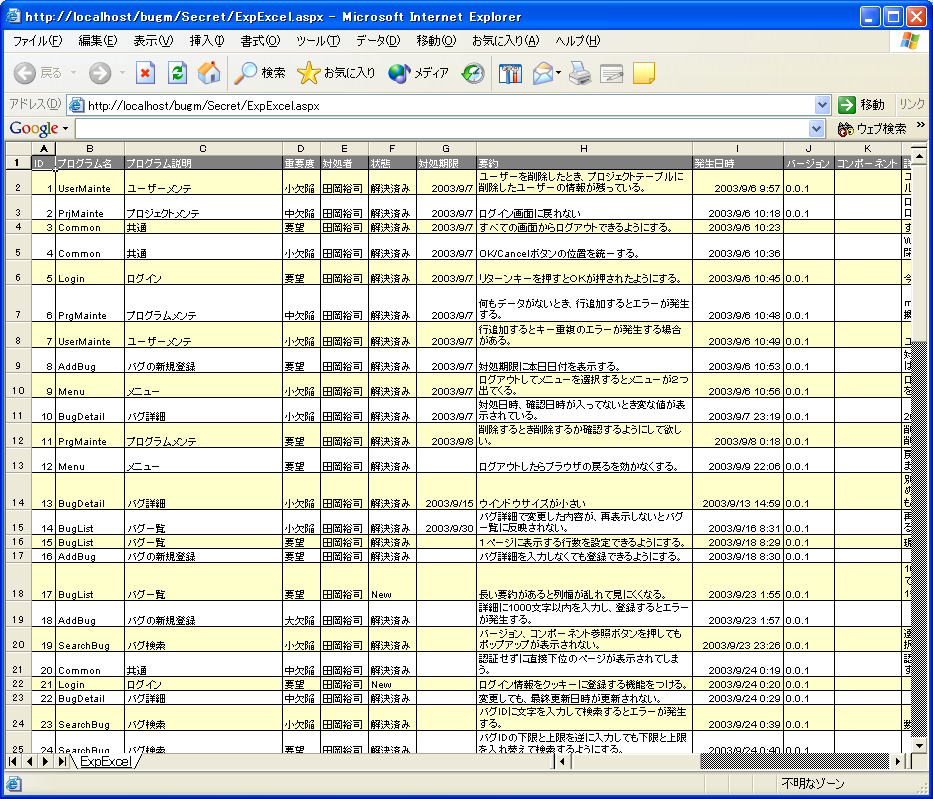 http://localhost/bugm/Secret/ExpExcel.aspx - Microsoft Internet Explorer
ファイル(F) 編集(E) 表示(V) 挿入(I) 書式(O) ツール(T) データ(D) 移動(O) お気に入り(A) ヘルプ(H)
戻る 検索 お気に入り メディア
アドレス(D) http://localhost/bugm/Secret/ExpExcel.aspx 移動 リンク
Google ウェブ検索 »
A B C D E F G H I J K
1 ID プログラム名 プログラム説明 重要度 対処者 状態 対処期限 要約 発生日時 バージョン コンポーネント
2 1 UserMainte ユーザーメンテ 小欠陥 田岡裕司 解決済み 2003/9/7 ユーザーを削除したとき、プロジェクトテーブルに削除したユーザーの情報が残っている。 2003/9/6 9:57 0.0.1
3 2 PrjMainte プロジェクトメンテ 中欠陥 田岡裕司 解決済み 2003/9/7 ログイン画面に戻れない 2003/9/6 10:18 0.0.1
4 3 Common 共通 要望 田岡裕司 解決済み 2003/9/7 すべての画面からログアウトできるようにする。 2003/9/6 10:23
5 4 Common 共通 小欠陥 田岡裕司 解決済み 2003/9/7 OK/Cancelボタンの位置を統一する。 2003/9/6 10:36
6 5 Login ログイン 要望 田岡裕司 解決済み 2003/9/7 リターンキーを押すとOKが押されたようにする。 2003/9/6 10:45 0.0.1
7 6 PrgMainte プログラムメンテ 中欠陥 田岡裕司 解決済み 2003/9/7 何もデータがないとき、行追加するとエラーが発生する。 2003/9/6 10:48 0.0.1
8 7 UserMainte ユーザーメンテ 小欠陥 田岡裕司 解決済み 2003/9/7 行追加するとキー重複のエラーが発生する場合がある。 2003/9/6 10:49 0.0.1
9 8 AddBug バグの新規登録 要望 田岡裕司 解決済み 2003/9/7 対処期限に本日日付を表示する。 2003/9/6 10:53 0.0.1
10 9 Menu メニュー 小欠陥 田岡裕司 解決済み 2003/9/7 ログアウトしてメニューを選択するとメニューが2つ出てくる。 2003/9/6 10:56 0.0.1
11 10 BugDetail バグ詳細 小欠陥 田岡裕司 解決済み 2003/9/7 対処日時、確認日時が入ってないとき変な値が表示されている。 2003/9/7 23:19 0.0.1
12 11 PrgMainte プログラムメンテ 要望 田岡裕司 解決済み 2003/9/8 削除するとき削除するか確認するようにして欲しい。 2003/9/8 0:18 0.0.1
13 12 Menu メニュー 要望 田岡裕司 解決済み ログアウトしたらブラウザの戻るを効かなくする。 2003/9/9 22:06 0.0.1
14 13 BugDetail バグ詳細 小欠陥 田岡裕司 解決済み 2003/9/15 ウインドウサイズが小さい 2003/9/13 14:59 0.0.1
15 14 BugList バグ一覧 小欠陥 田岡裕司 解決済み 2003/9/30 バグ詳細で変更した内容が、再表示しないとバグ一覧に反映されない。 2003/9/16 8:31 0.0.1
16 15 BugList バグ一覧 要望 田岡裕司 解決済み 1ページに表示する行数を設定できるようにする。 2003/9/18 8:29 0.0.1
17 16 AddBug バグの新規登録 要望 田岡裕司 解決済み バグ詳細を入力しなくても登録できるようにする。 2003/9/18 8:30 0.0.1
18 17 BugList バグ一覧 要望 田岡裕司 New 長い要約があると列幅が乱れて見にくくなる。 2003/9/23 1:55 0.0.1
19 18 AddBug バグの新規登録 大欠陥 田岡裕司 解決済み 詳細に1000文字以内を入力し、登録するとエラーが発生する。 2003/9/23 1:57 0.0.1
20 19 SearchBug バグ検索 小欠陥 田岡裕司 解決済み バージョン、コンポーネント参照ボタンを押してもポップアップが表示されない。 2003/9/23 23:26 0.0.1
21 20 Common 共通 中欠陥 田岡裕司 解決済み 認証せずに直接下位のページが表示されてしまう。 2003/9/24 0:19 0.0.1
22 21 Login ログイン 要望 田岡裕司 New ログイン情報をクッキーに登録する機能をつける。 2003/9/24 0:20 0.0.1
23 22 BugDetail バグ詳細 中欠陥 田岡裕司 解決済み 変更しても、最終更新日時が更新されない。 2003/9/24 0:29 0.0.1
24 23 SearchBug バグ検索 小欠陥 田岡裕司 解決済み バグIDに文字を入力して検索するとエラーが発生する。 2003/9/24 0:39 0.0.1
25 24 SearchBug バグ検索 要望 田岡裕司 解決済み バグIDの下限と上限を逆に入力しても下限と上限を入れ替えて検索するようにする。 2003/9/24 0:40 0.0.1
ExpExcel
不明なゾーン